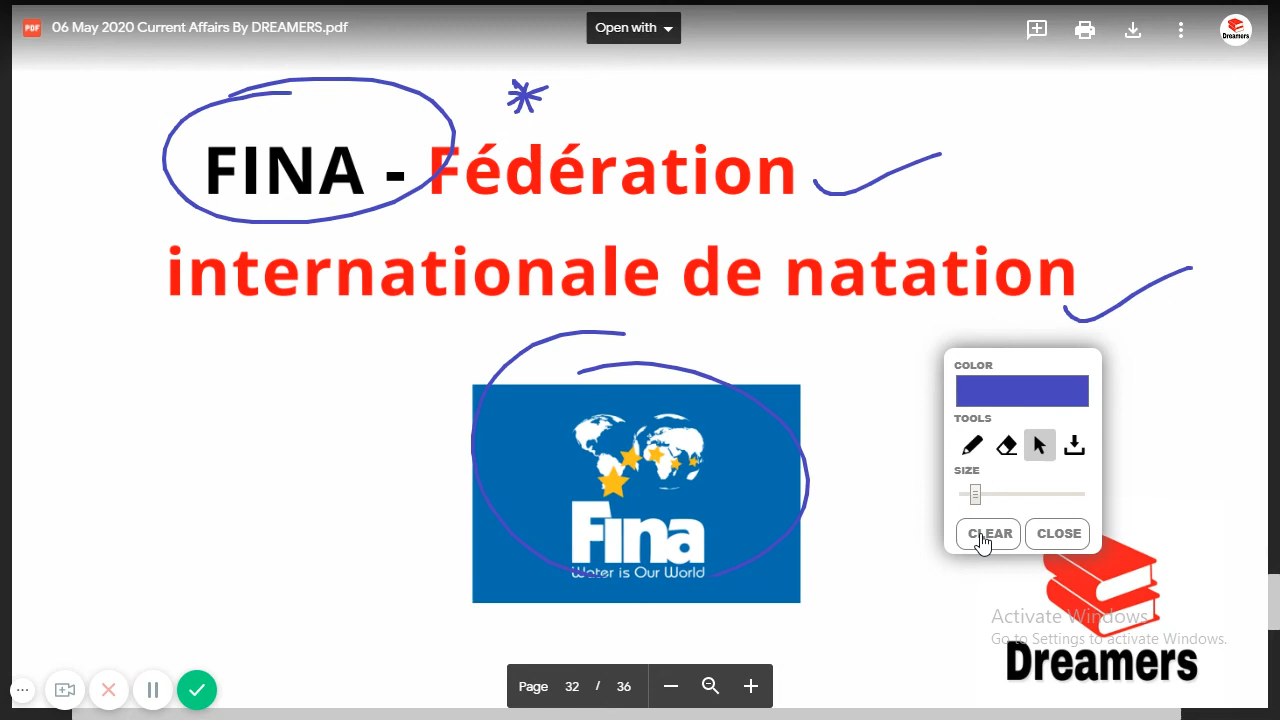 PDF 06 May 2020 Current Affairs By DREAMERS.pdf
Open with
Dreamers
FINA - Fédération
internationale de natation
Fina
Water is Our World
COLOR
TOOLS
SIZE
CLEAR CLOSE
Activate Windows
Go to Settings to activate Windows.
Dreamers
Page 32 / 36